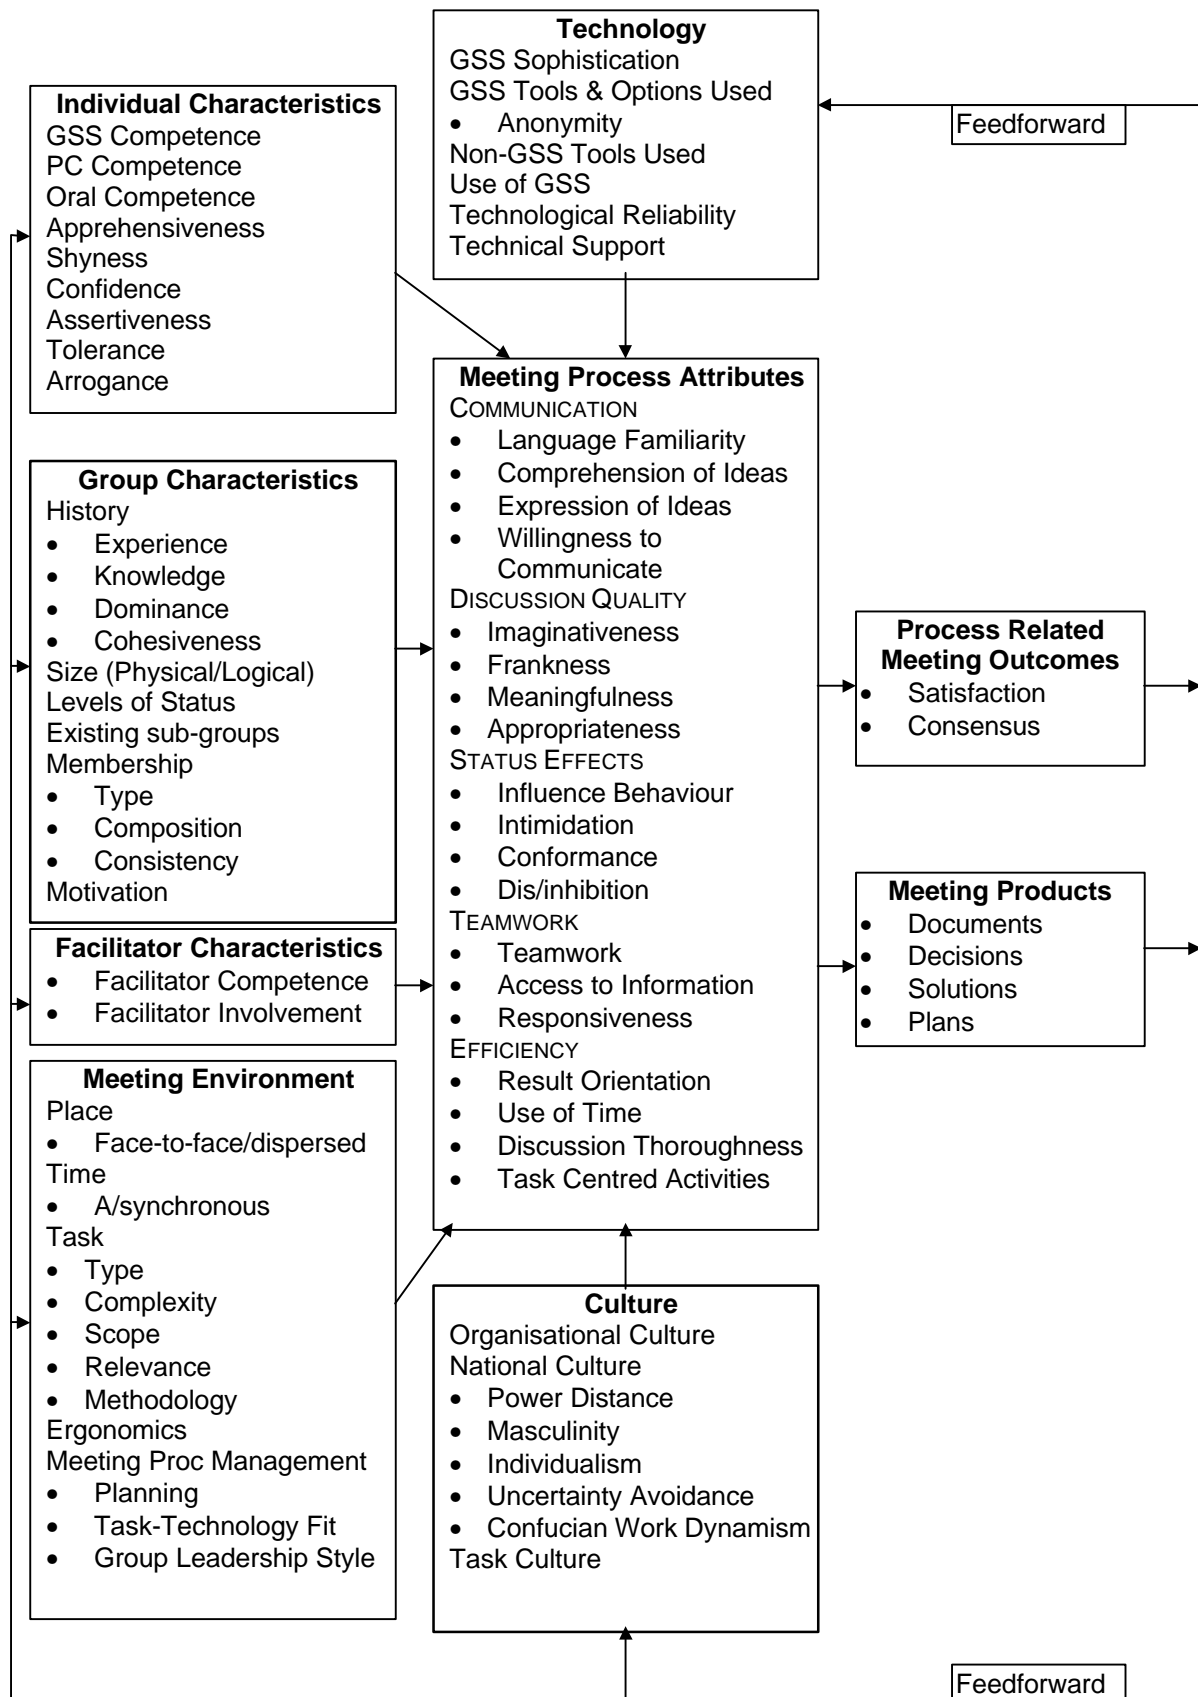 Technology
GSS Sophistication
GSS Tools & Options Used
• Anonymity
Non-GSS Tools Used
Use of GSS
Technological Reliability
Technical Support
Feedforward
Individual Characteristics
GSS Competence
PC Competence
Oral Competence
Apprehensiveness
Shyness
Confidence
Assertiveness
Tolerance
Arrogance
Group Characteristics
History
• Experience
• Knowledge
• Dominance
• Cohesiveness
Size (Physical/Logical)
Levels of Status
Existing sub-groups
Membership
• Type
• Composition
• Consistency
Motivation
Facilitator Characteristics
• Facilitator Competence
• Facilitator Involvement
Meeting Environment
Place
• Face-to-face/dispersed
Time
• A/synchronous
Task
• Type
• Complexity
• Scope
• Relevance
• Methodology
Ergonomics
Meeting Proc Management
• Planning
• Task-Technology Fit
• Group Leadership Style
Meeting Process Attributes
COMMUNICATION
• Language Familiarity
• Comprehension of Ideas
• Expression of Ideas
• Willingness to
Communicate
DISCUSSION QUALITY
• Imaginativeness
• Frankness
• Meaningfulness
• Appropriateness
STATUS EFFECTS
• Influence Behaviour
• Intimidation
• Conformance
• Dis/inhibition
TEAMWORK
• Teamwork
• Access to Information
• Responsiveness
EFFICIENCY
• Result Orientation
• Use of Time
• Discussion Thoroughness
• Task Centred Activities
Culture
Organisational Culture
National Culture
• Power Distance
• Masculinity
• Individualism
• Uncertainty Avoidance
• Confucian Work Dynamism
Task Culture
Process Related
Meeting Outcomes
• Satisfaction
• Consensus
Meeting Products
• Documents
• Decisions
• Solutions
• Plans
Feedforward